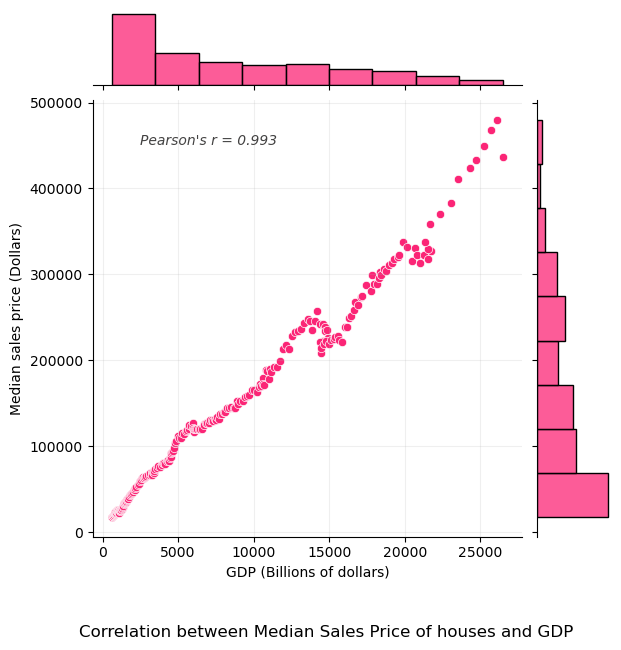 500000
Pearson's r = 0.993
400000
300000
200000
100000
0
Median sales price (Dollars)
0 5000 10000 15000 20000 25000
GDP (Billions of dollars)
Correlation between Median Sales Price of houses and GDP